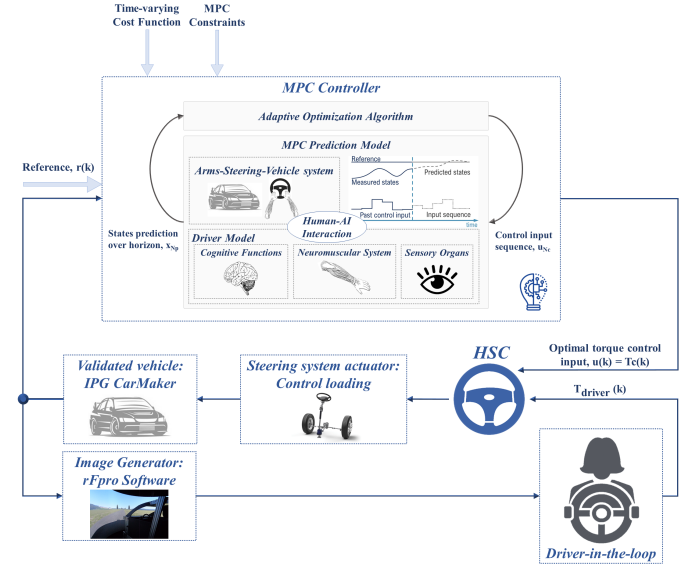 Time-varying
Cost Function
MPC
Constraints
MPC Controller
Adaptive Optimization Algorithm
MPC Prediction Model
Reference, r(k)
Arms-Steering-Vehicle system
Reference
Measured states
Predicted states
Past control input
Input sequence
time
Human-AI
Interaction
States prediction
over horizon, xNp
Control input
sequence, uNc
Driver Model
Cognitive Functions
Neuromuscular System
Sensory Organs
Optimal torque control
input, u(k) = Tc(k)
HSC
Tdriver (k)
Steering system actuator:
Control loading
Validated vehicle:
IPG CarMaker
Image Generator:
rFpro Software
Driver-in-the-loop